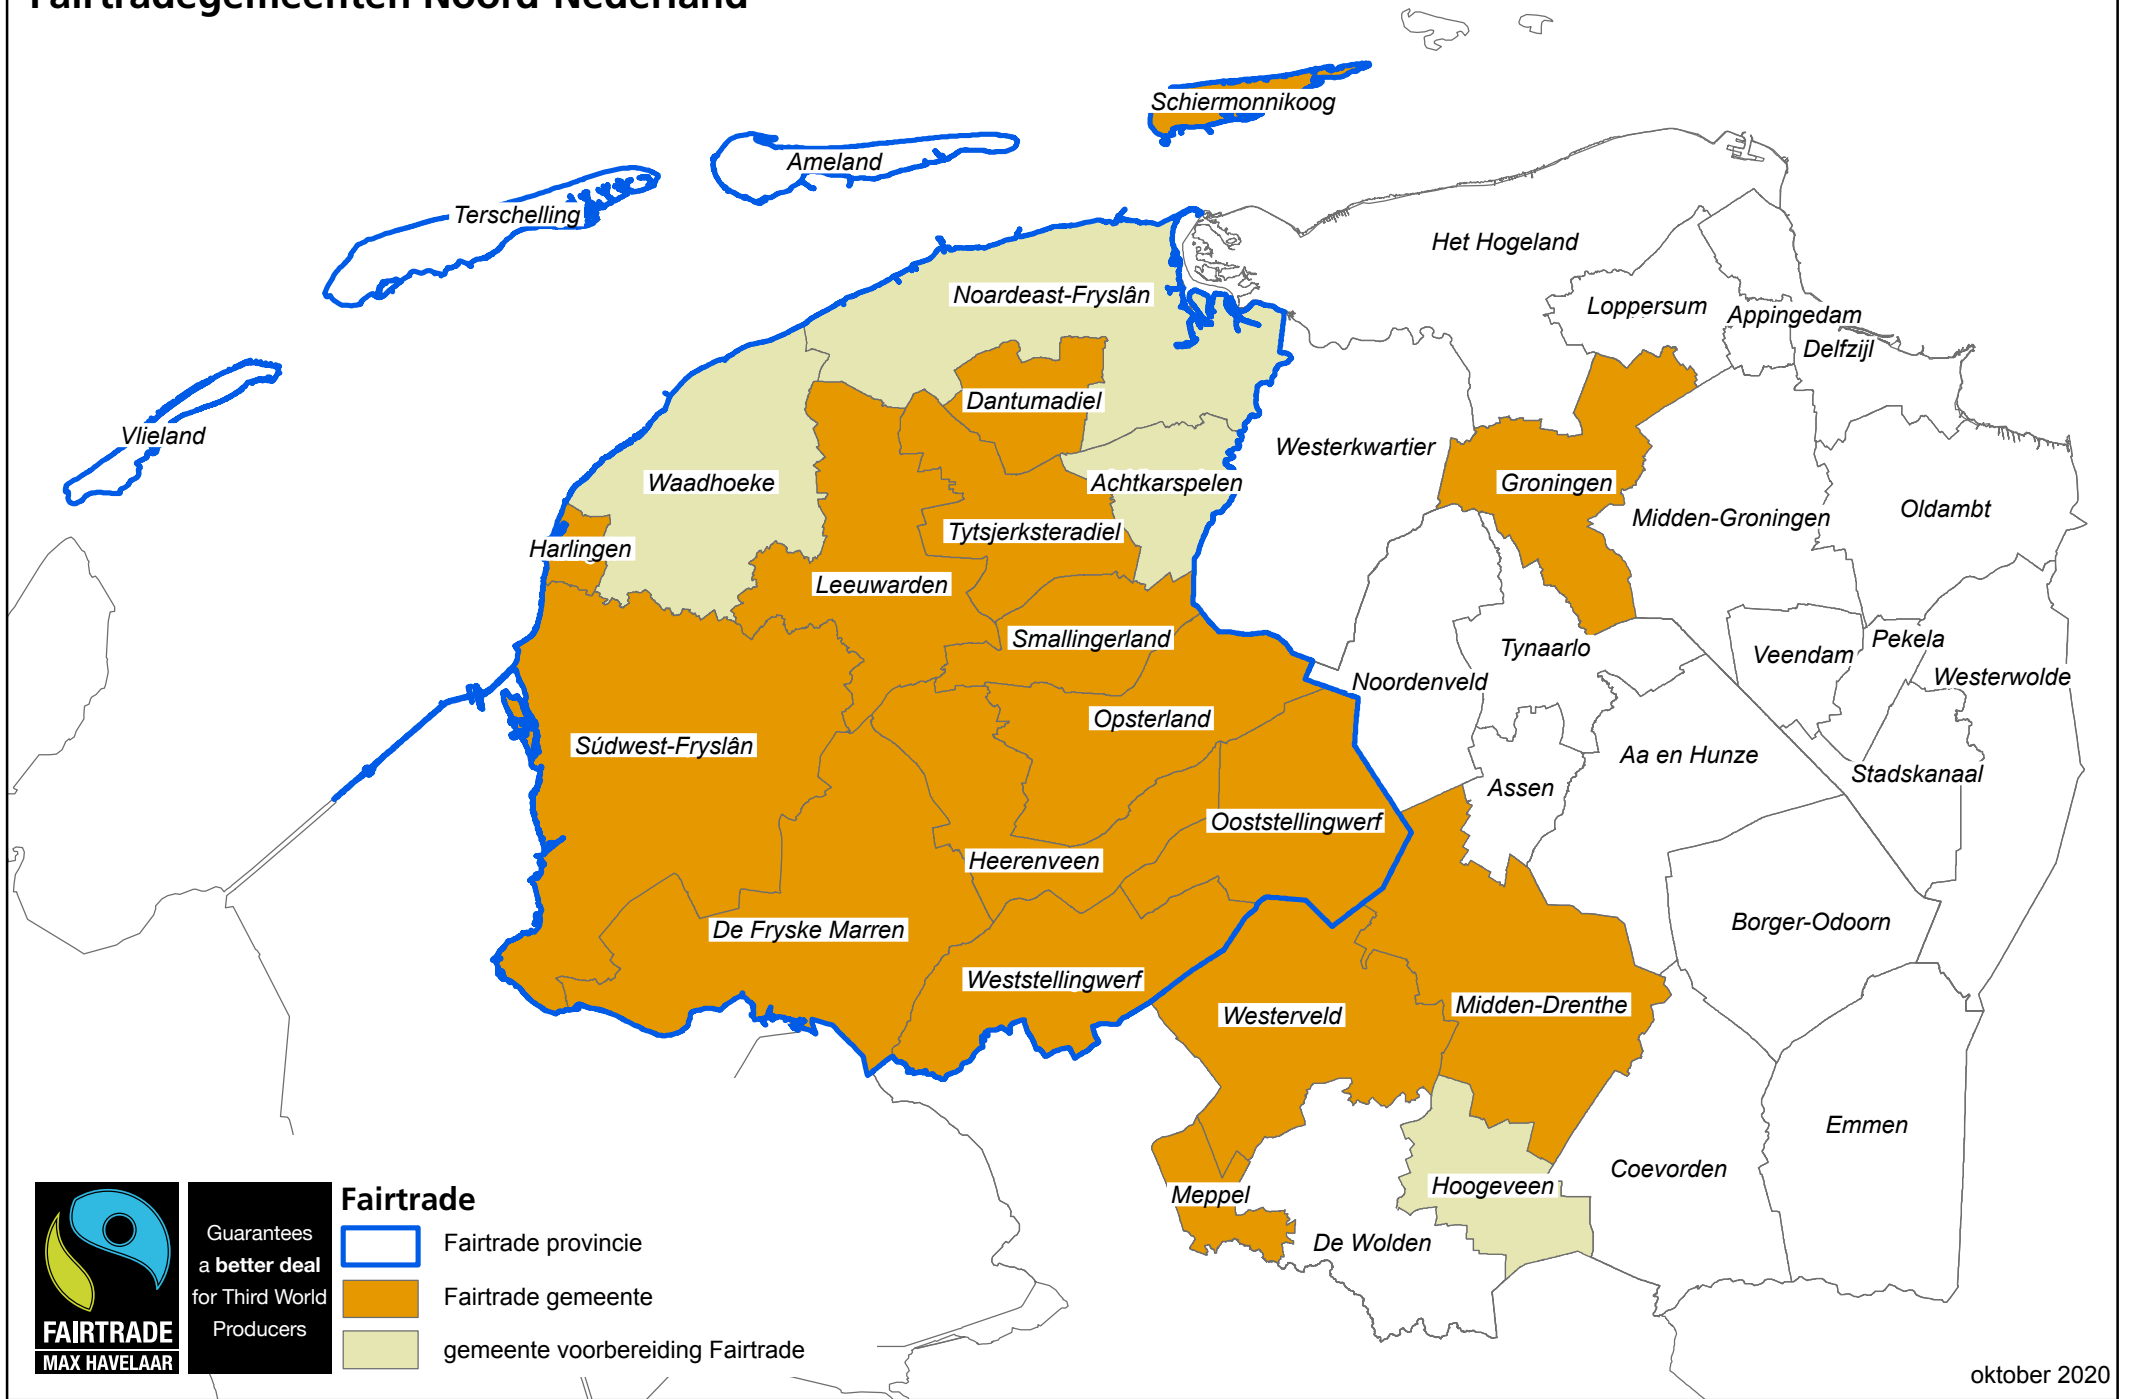 Fairtradegemeenten Noord-Nederland
Schiermonnikoog
Ameland
Terschelling
Het Hogeland
Noardeast-Fryslân
Loppersum
Appingedam
Delfzijl
Dantumadiel
Vlieland
Westerkwartier
Waadhoeke
Achtkarspelen
Groningen
Oldambt
Midden-Groningen
Tytsjerksteradiel
Harlingen
Leeuwarden
Smallingerland
Tynaarlo
Veendam
Pekela
Westerwolde
Noordenveld
Opsterland
Súdwest-Fryslân
Aa en Hunze
Stadskanaal
Assen
Ooststellingwerf
Heerenveen
Borger-Odoorn
De Fryske Marren
Weststellingwerf
Midden-Drenthe
Westerveld
Emmen
Coevorden
Hoogeveen
Meppel
De Wolden
Fairtrade
Fairtrade provincie
Fairtrade gemeente
gemeente voorbereiding Fairtrade
Guarantees
a better deal
for Third World
Producers
FAIRTRADE
MAX HAVELAAR
oktober 2020